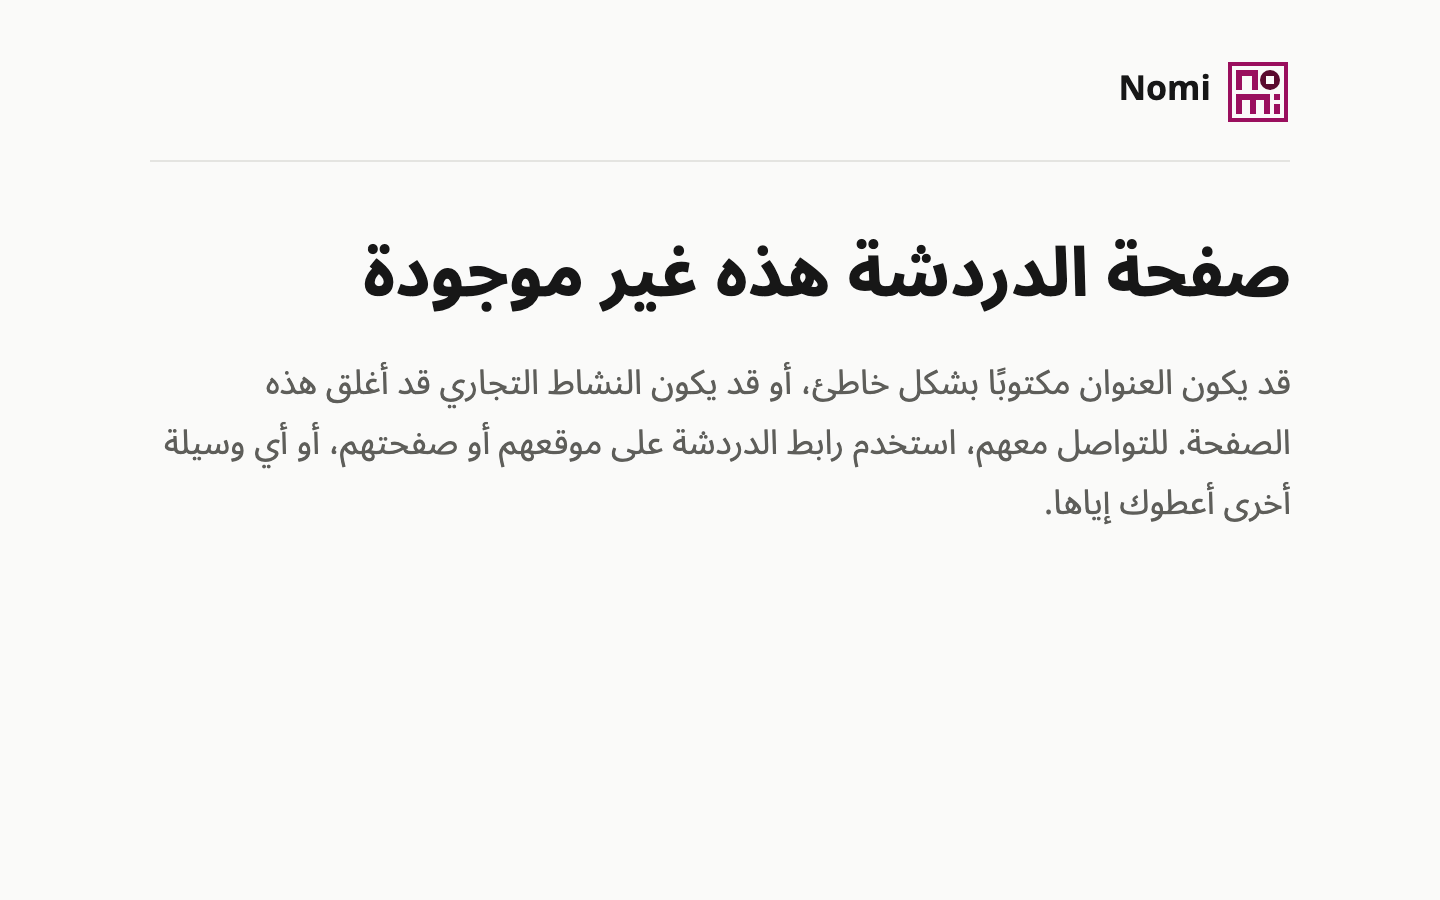 nomi
Nomi
صفحة الدردشة هذه غير موجودة
قد يكون العنوان مكتوبًا بشكل خاطئ، أو قد يكون النشاط التجاري قد أغلق هذه
الصفحة. للتواصل معهم، استخدم رابط الدردشة على موقعهم أو صفحتهم، أو أي وسيلة
أخرى أعطوك إياها.